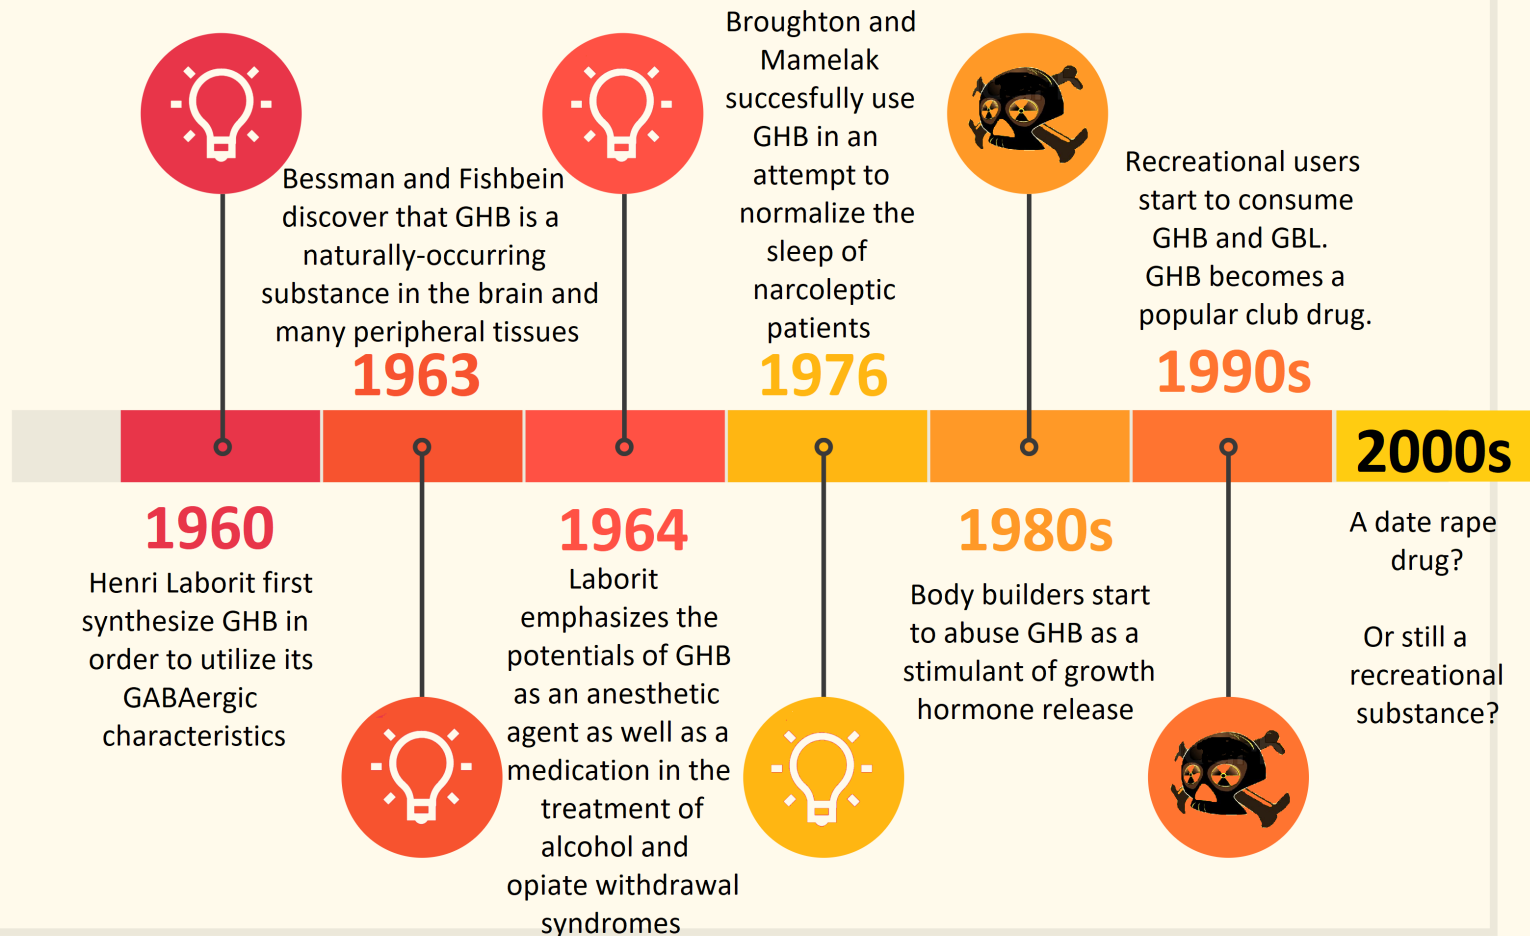 1960
Henri Laborit first
synthesize GHB in
order to utilize its
GABAergic
characteristics
Bessman and Fishbein
discover that GHB is a
naturally-occurring
substance in the brain and
many peripheral tissues
1963
1964
Laborit
emphasizes the
potentials of GHB
as an anesthetic
agent as well as a
medication in the
treatment of
alcohol and
opiate withdrawal
syndromes
Broughton and
Mamelak
succesfully use
GHB in an
attempt to
normalize the
sleep of
narcoleptic
patients
1976
1980s
Body builders start
to abuse GHB as a
stimulant of growth
hormone release
Recreational users
start to consume
GHB and GBL.
GHB becomes a
popular club drug.
1990s
2000s
A date rape
drug?
Or still a
recreational
substance?